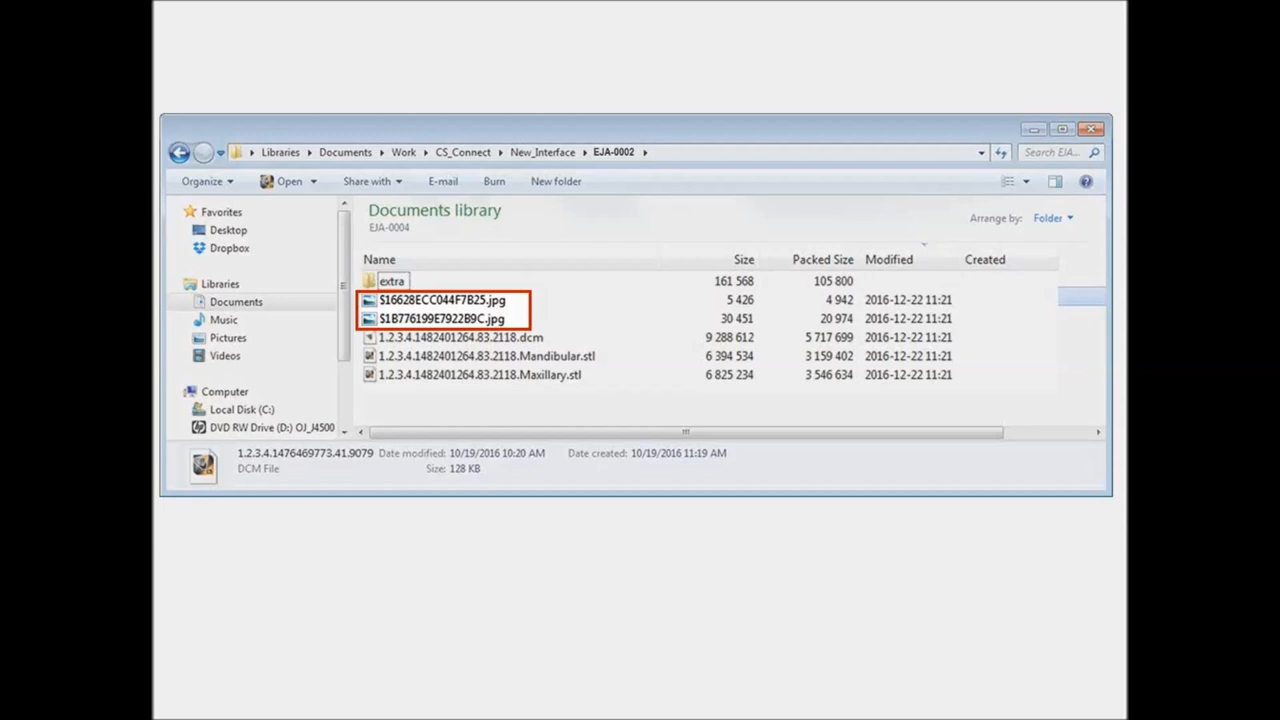 Libraries ▸ Documents ▸ Work ▸ CS_Connect ▸ New_Interface ▸ EJA-0002 ▸ Search EJA...
Organize Open Share with E-mail Burn New folder
Favorites
Desktop
Dropbox
Libraries
Documents
Music
Pictures
Videos
Computer
Local Disk (C:)
DVD RW Drive (D:) OJ_J4500
Documents library
EJA-0004
Arrange by: Folder
Name Size Packed Size Modified Created
extra 161 568 105 800
S16628ECC044F7B25.jpg 5 426 4 942 2016-12-22 11:21
S1B776199E7922B9C.jpg 30 451 20 974 2016-12-22 11:21
1.2.3.4.1482401264.83.2118.dcm 9 288 612 5 717 699 2016-12-22 11:21
1.2.3.4.1482401264.83.2118.Mandibular.stl 6 394 534 3 159 402 2016-12-22 11:21
1.2.3.4.1482401264.83.2118.Maxillary.stl 6 825 234 3 546 634 2016-12-22 11:21
1.2.3.4.1476469773.41.9079 Date modified: 10/19/2016 10:20 AM Date created: 10/19/2016 11:19 AM
DCM File Size: 128 KB